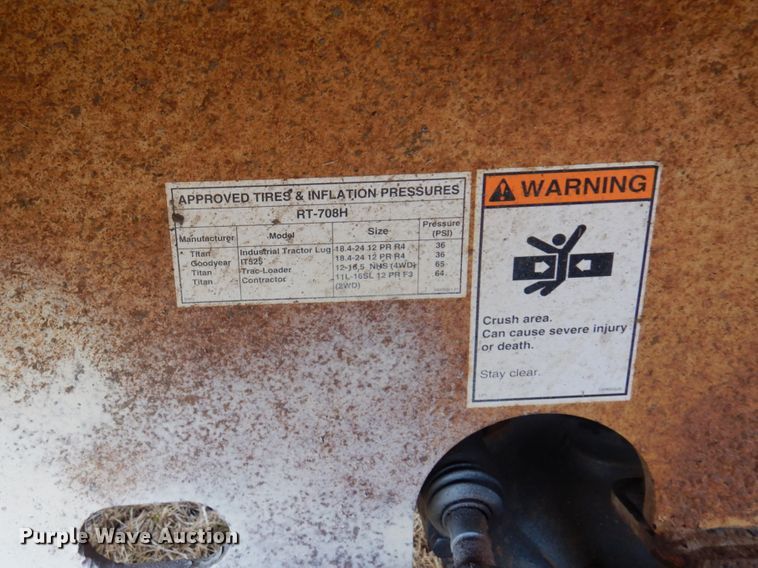 APPROVED TIRES & INFLATION PRESSURES
RT-708H
Manufacturer Model Size Pressure (PSI)
* Titan Industrial Tractor Lug 18.4-24 12 PR R4 36
Goodyear IT525 18.4-24 12 PR R4 36
Titan Trac-Loader 12-16.5 NHS (4WD) 65
Titan Contractor 11L-16SL 12 PR F3 64
(2WD)
WARNING
Crush area.
Can cause severe injury
or death.
Stay clear.
Purple Wave Auction